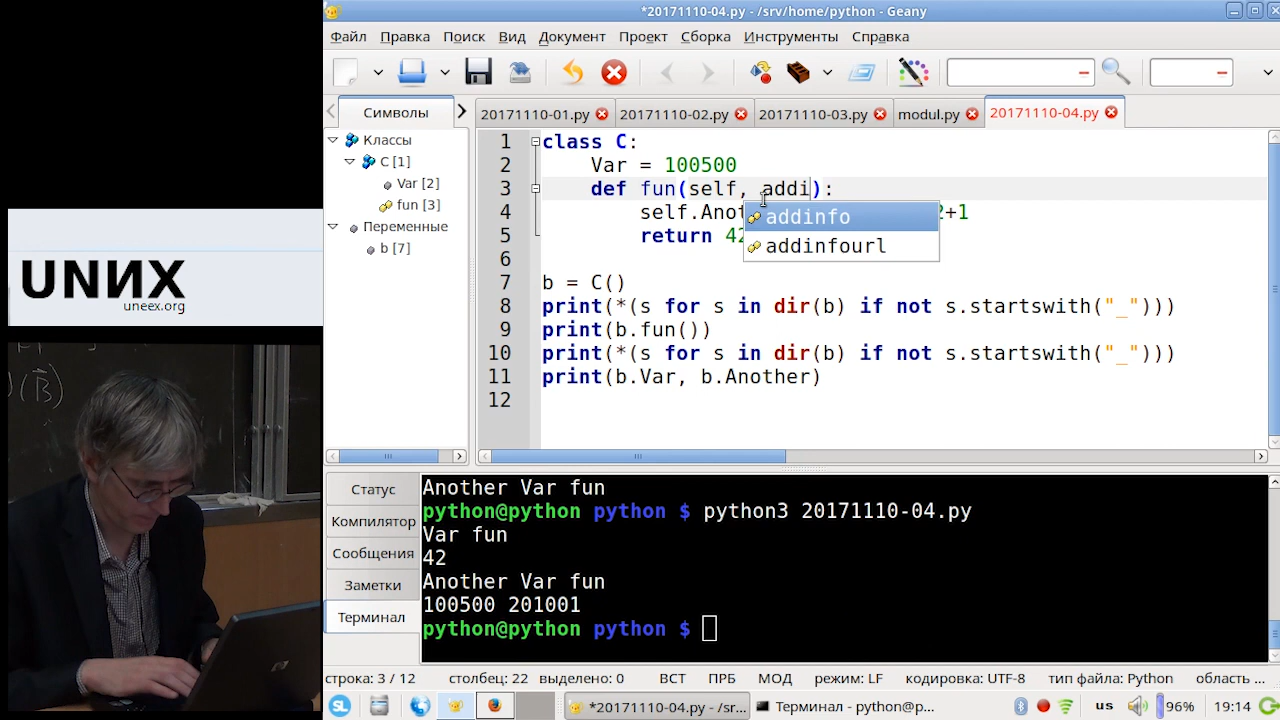 *20171110-04.py - /srv/home/python - Geany
Файл Правка Поиск Вид Документ Проект Сборка Инструменты Справка
Символы
20171110-01.py 20171110-02.py 20171110-03.py modul.py 20171110-04.py
Классы
C [1]
Var [2]
fun [3]
Переменные
b [7]
1 class C:
2 Var = 100500
3 def fun(self, addi):
4 self.Anot 2+1
5 return 42
6
7 b = C()
8 print(*(s for s in dir(b) if not s.startswith("_")))
9 print(b.fun())
10 print(*(s for s in dir(b) if not s.startswith("_")))
11 print(b.Var, b.Another)
12
addinfo
addinfourl
UNИX
uneex.org
(B)
Статус
Компилятор
Сообщения
Заметки
Терминал
Another Var fun
python@python python $ python3 20171110-04.py
Var fun
42
Another Var fun
100500 201001
python@python python $
строка: 3 / 12 столбец: 22 выделено: 0 ВСТ ПРБ МОД режим: LF кодировка: UTF-8 тип файла: Python область ...
SL
*20171110-04.py - /sr... Терминал - python@p... us 96% 19:14